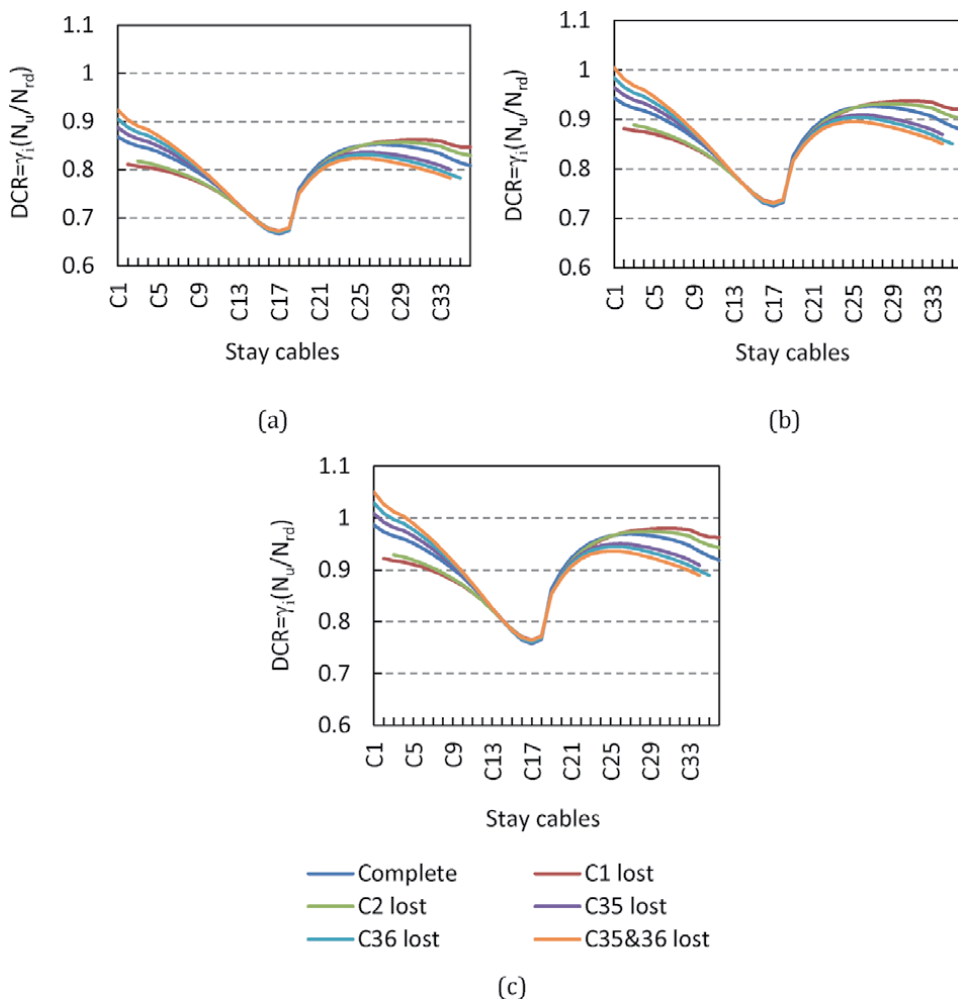 1.1
1
0.9
0.8
0.7
0.6
DCR=γi(Nu/Nrd)
C1
C5
C9
C13
C17
C21
C25
C29
C33
Stay cables
(a)
1.1
1
0.9
0.8
0.7
0.6
DCR=γi(Nu/Nrd)
C1
C5
C9
C13
C17
C21
C25
C29
C33
Stay cables
(b)
1.1
1
0.9
0.8
0.7
0.6
DCR=γi(Nu/Nrd)
C1
C5
C9
C13
C17
C21
C25
C29
C33
Stay cables
Complete
C1 lost
C2 lost
C35 lost
C36 lost
C35&36 lost
(c)